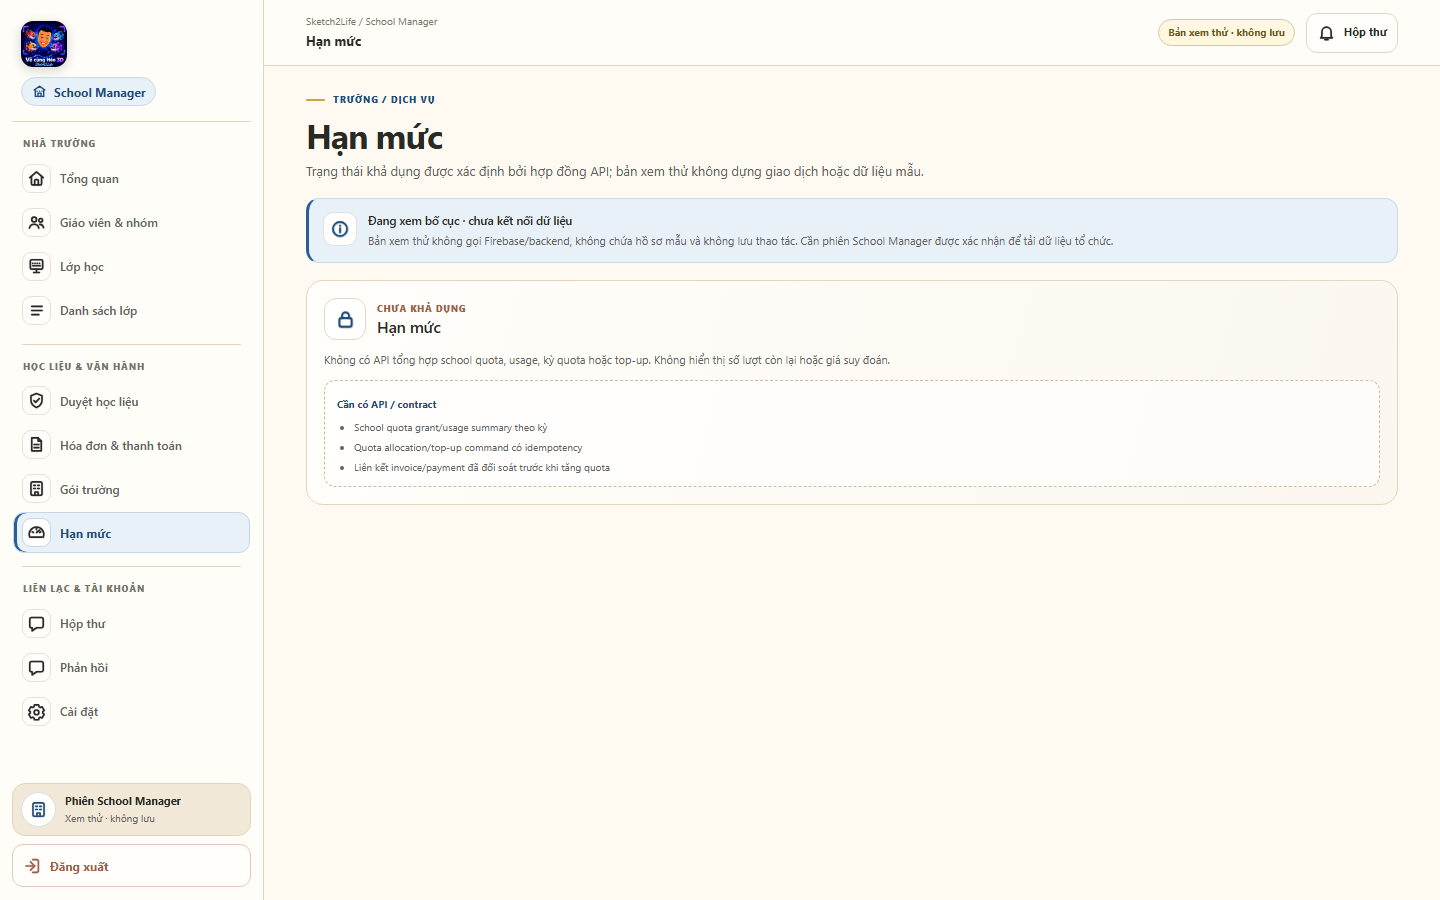 Vẽ cùng Héo 3D
School Manager
NHÀ TRƯỜNG
Tổng quan
Giáo viên & nhóm
Lớp học
Danh sách lớp
HỌC LIỆU & VẬN HÀNH
Duyệt học liệu
Hóa đơn & thanh toán
Gói trường
Hạn mức
LIÊN LẠC & TÀI KHOẢN
Hộp thư
Phản hồi
Cài đặt
Phiên School Manager
Xem thử · không lưu
Đăng xuất
Sketch2Life / School Manager
Hạn mức
Bản xem thử · không lưu
Hộp thư
TRƯỜNG / DỊCH VỤ
Hạn mức
Trạng thái khả dụng được xác định bởi hợp đồng API; bản xem thử không dựng giao dịch hoặc dữ liệu mẫu.
Đang xem bố cục · chưa kết nối dữ liệu
Bản xem thử không gọi Firebase/backend, không chứa hồ sơ mẫu và không lưu thao tác. Cần phiên School Manager được xác nhận để tải dữ liệu tổ chức.
CHƯA KHẢ DỤNG
Hạn mức
Không có API tổng hợp school quota, usage, kỳ quota hoặc top-up. Không hiển thị số lượt còn lại hoặc giá suy đoán.
Cần có API / contract
School quota grant/usage summary theo kỳ
Quota allocation/top-up command có idempotency
Liên kết invoice/payment đã đối soát trước khi tăng quota